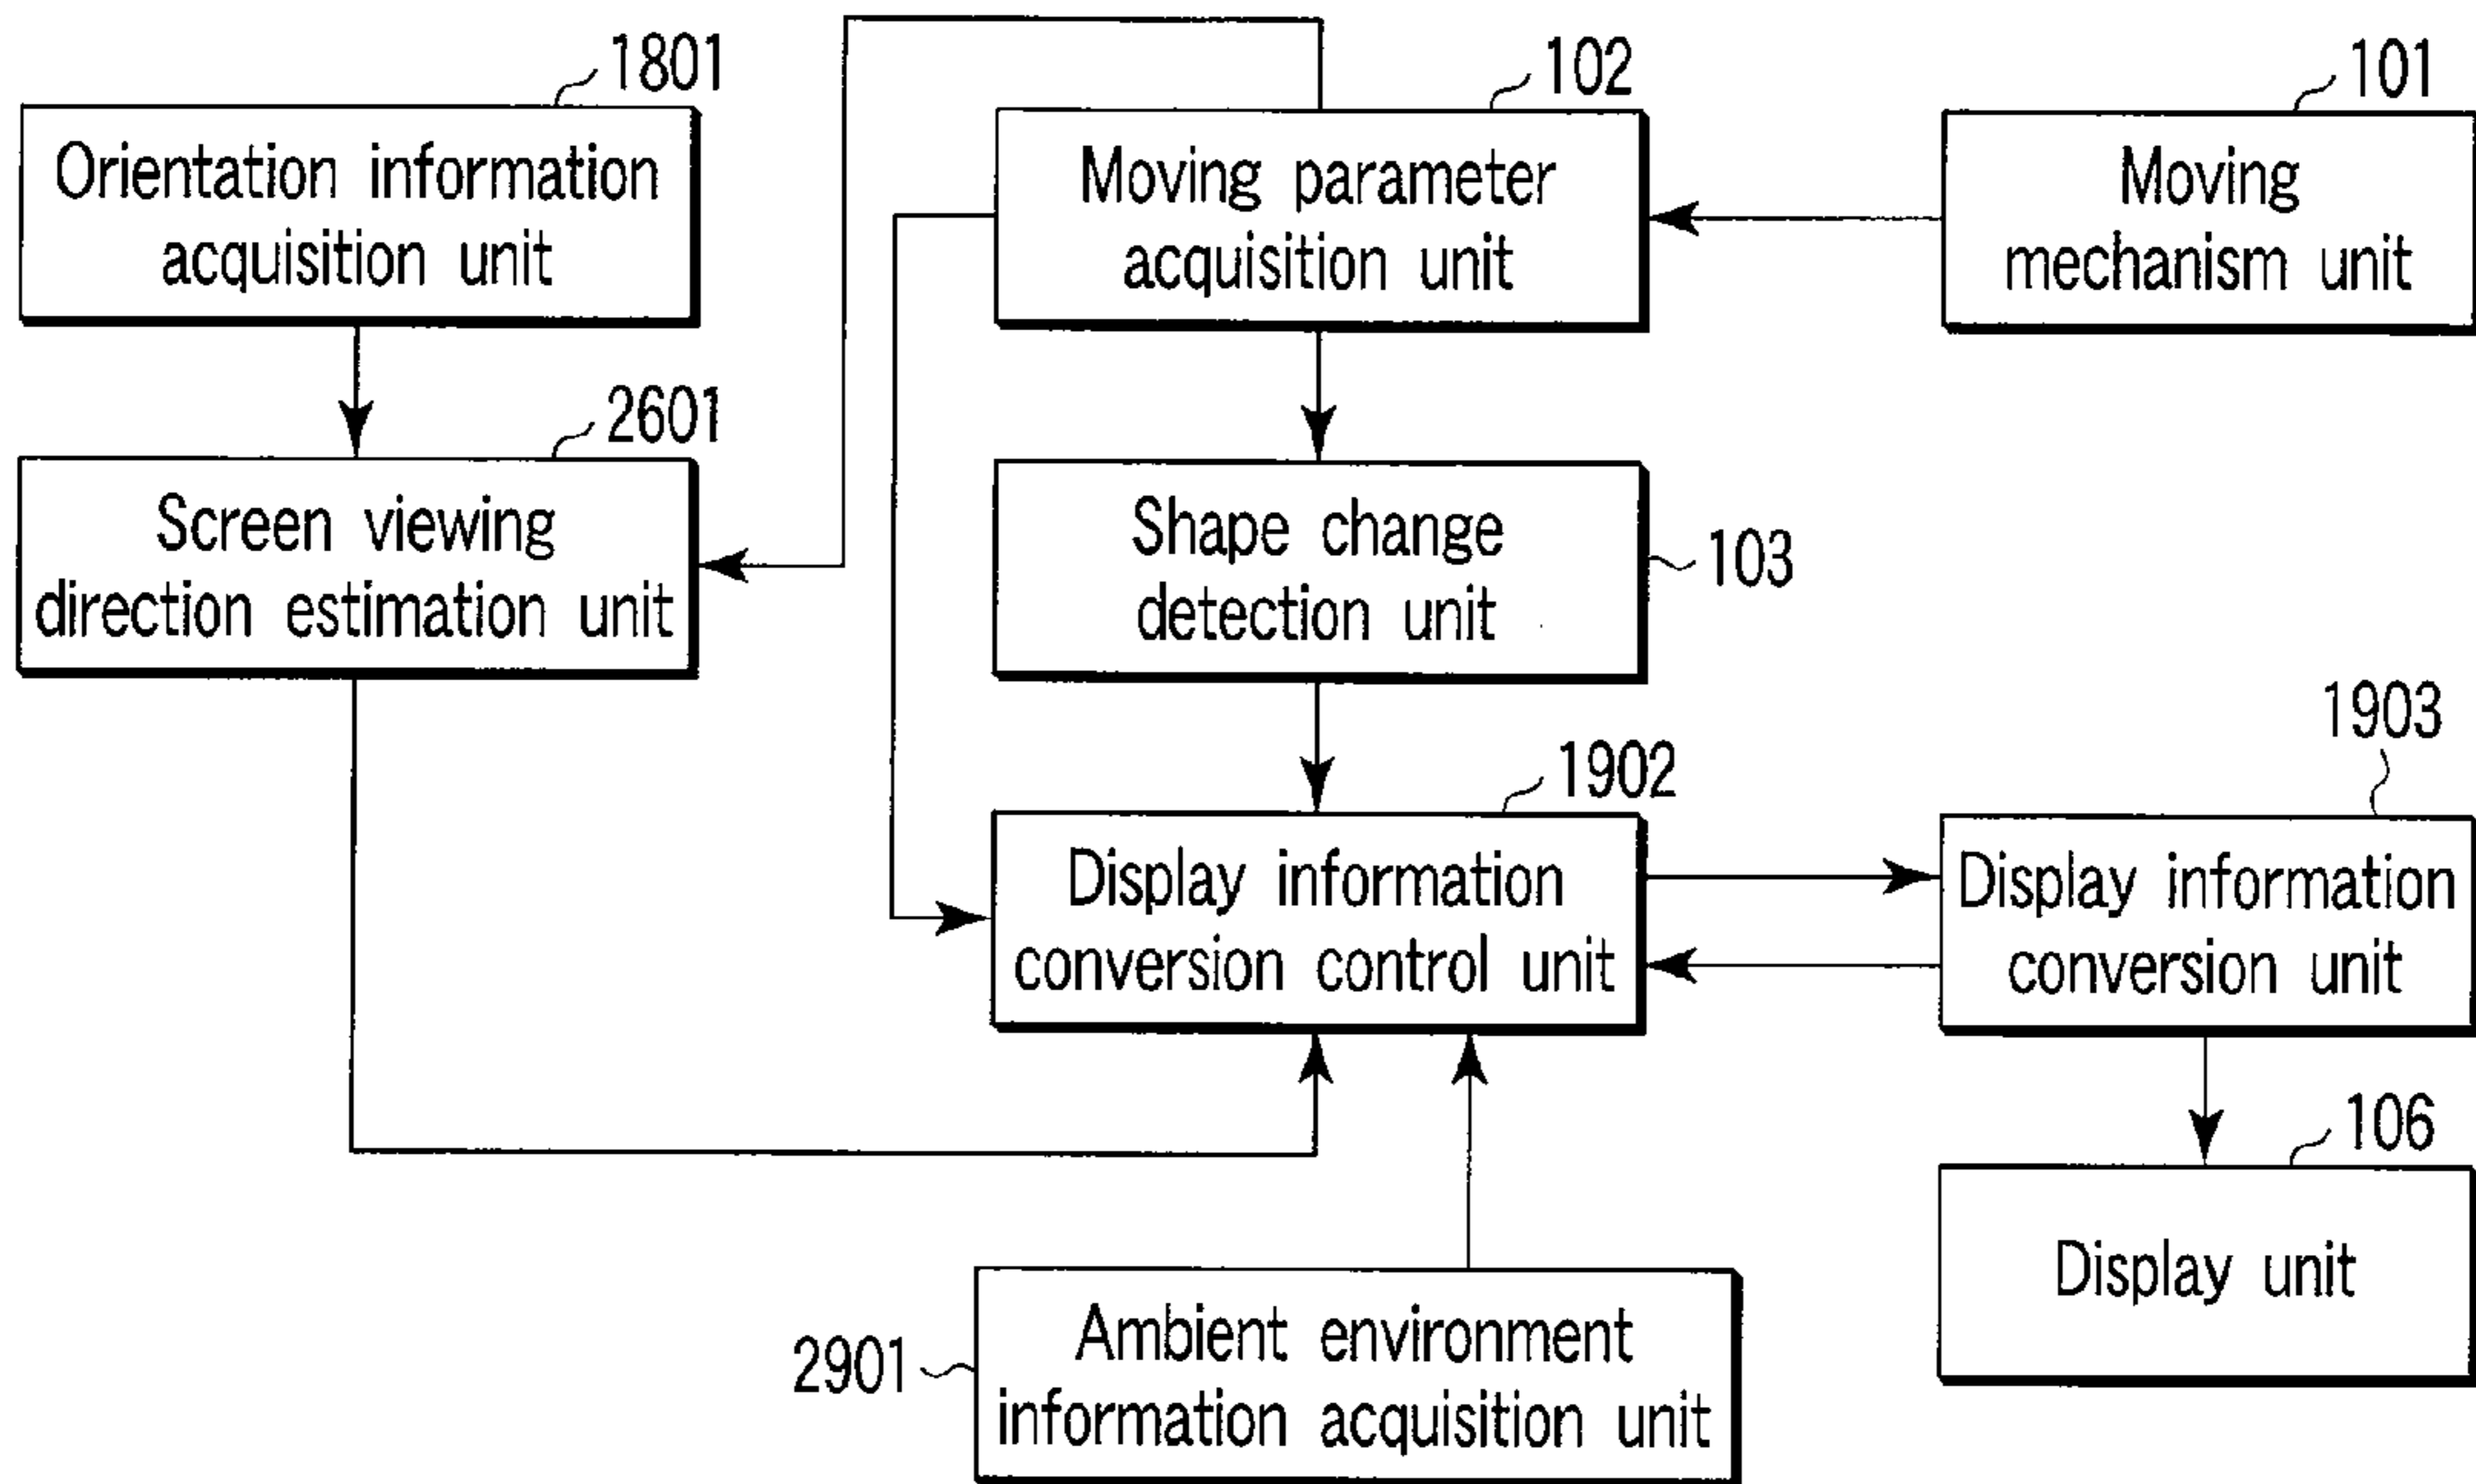 1801
Orientation information
acquisition unit
102
Moving parameter
acquisition unit
101
Moving
mechanism unit
2601
Screen viewing
direction estimation unit
Shape change
detection unit
103
1902
Display information
conversion control unit
1903
Display information
conversion unit
106
Display unit
2901
Ambient environment
information acquisition unit